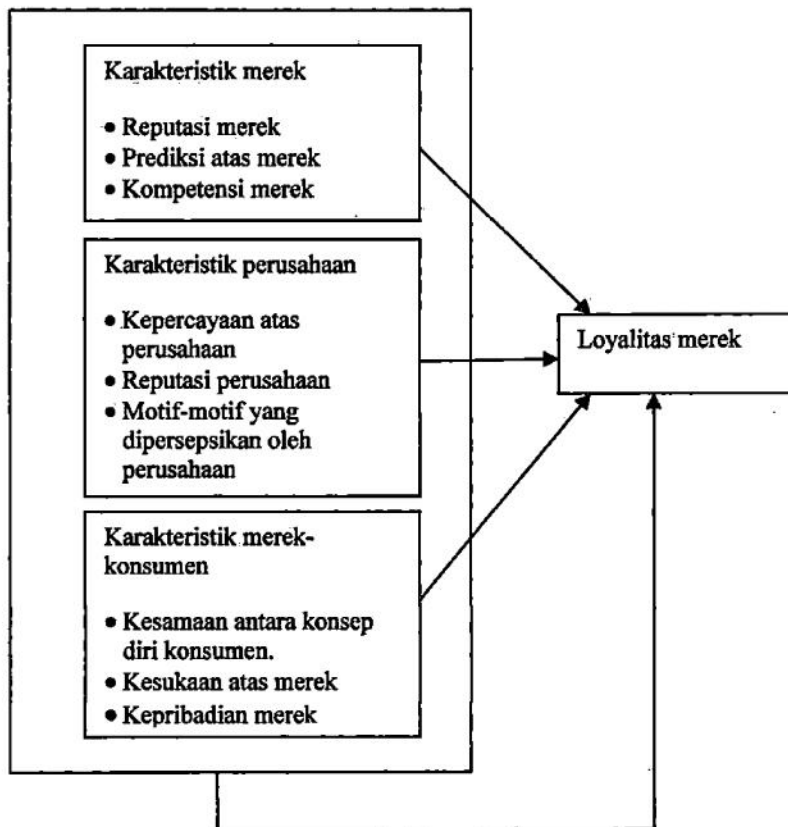 Karakteristik merek
• Reputasi merek
• Prediksi atas merek
• Kompetensi merek
Karakteristik perusahaan
• Kepercayaan atas
perusahaan
• Reputasi perusahaan
• Motif-motif yang
dipersepsikan oleh
perusahaan
Karakteristik merek-
konsumen
• Kesamaan antara konsep
diri konsumen.
• Kesukaan atas merek
• Kepribadian merek
Loyalitas merek